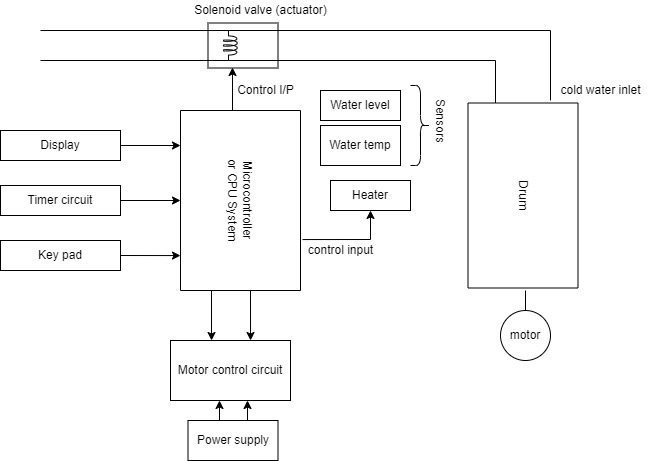 Solenoid valve (actuator)
Control I/P
cold water inlet
Water level
Water temp
Sensors
Display
Timer circuit
Key pad
Microcontroller
or CPU System
Heater
control input
Drum
motor
Motor control circuit
Power supply